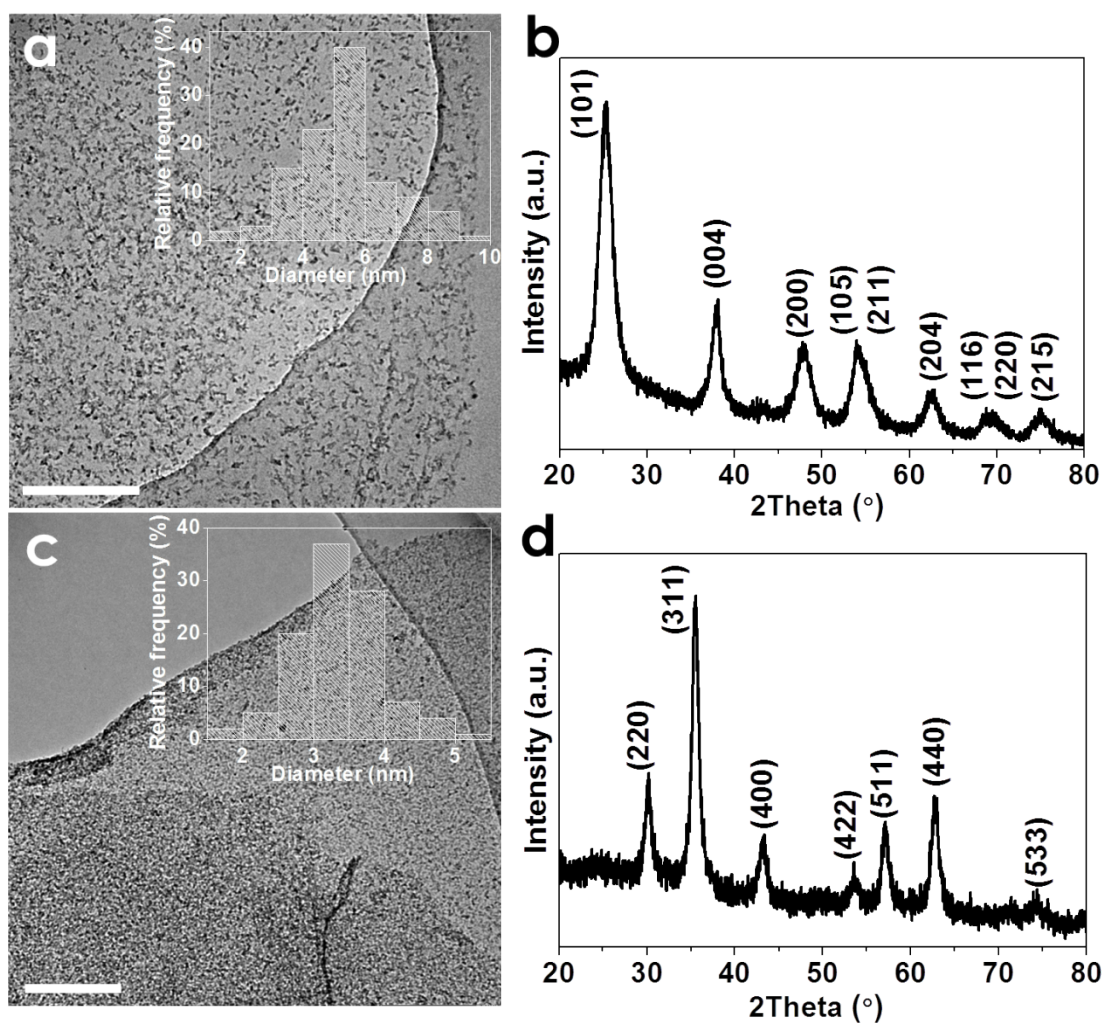 a
Relative frequency (%)
40
30
20
10
0
2 4 6 8 10
Diameter (nm)
b
Intensity (a.u.)
(101)
(004)
(200)
(105)
(211)
(204)
(116)
(220)
(215)
20 30 40 50 60 70 80
2Theta (°)
c
Relative frequency (%)
40
30
20
10
0
2 3 4 5
Diameter (nm)
d
Intensity (a.u.)
(220)
(311)
(400)
(422)
(511)
(440)
(533)
20 30 40 50 60 70 80
2Theta (°)